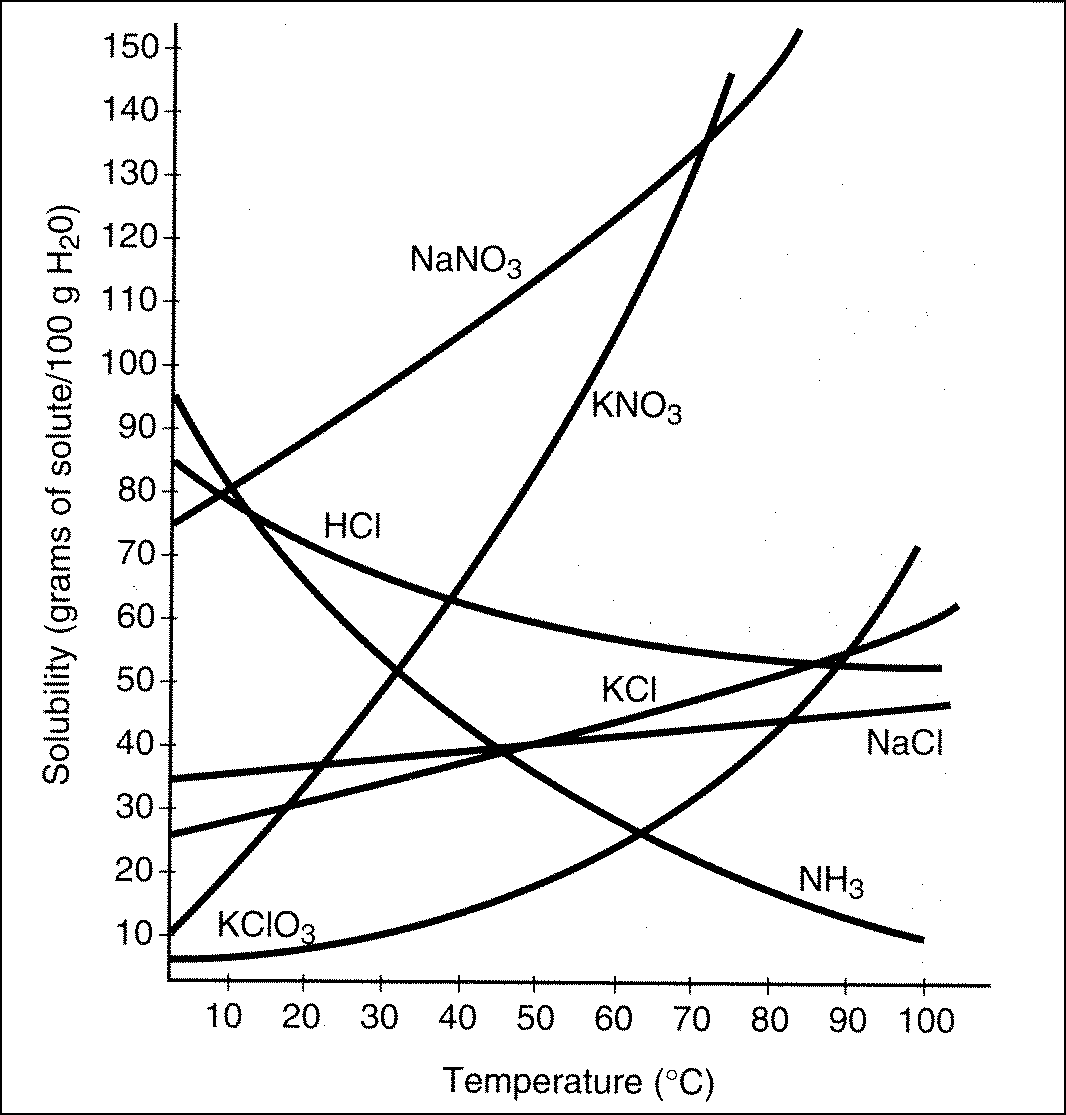 150
140
130
120
110
100
90
80
70
60
50
40
30
20
10
Solubility (grams of solute/100 g H₂0)
NaNO₃
KNO₃
HCl
KCl
NaCl
NH₃
KClO₃
10 20 30 40 50 60 70 80 90 100
Temperature (°C)